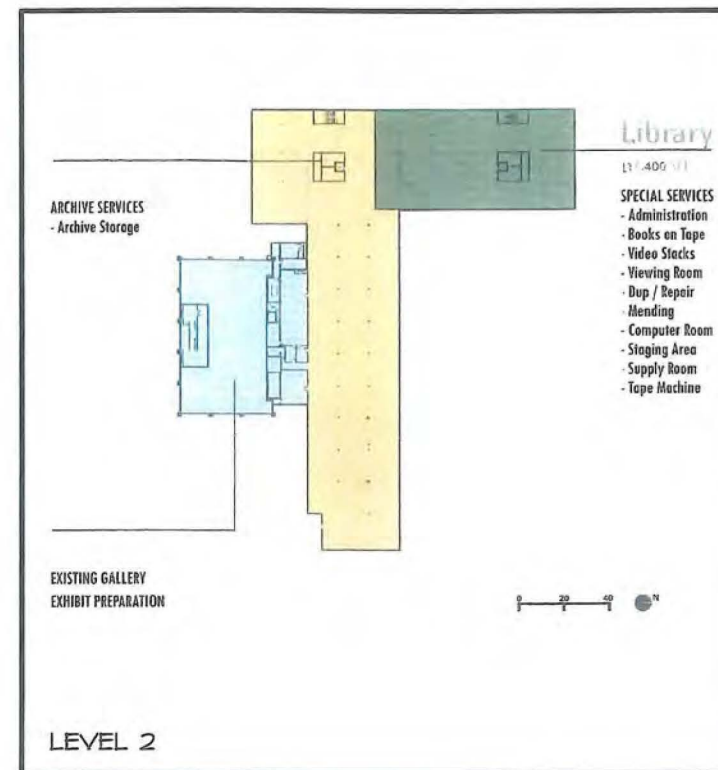 Library
ARCHIVE SERVICES
- Archive Storage
SPECIAL SERVICES
- Administration
- Books on Tape
- Video Stacks
- Viewing Room
- Dup / Repair
- Mending
- Computer Room
- Staging Area
- Supply Room
- Tape Machine
EXISTING GALLERY
EXHIBIT PREPARATION
0 20 40 N
LEVEL 2